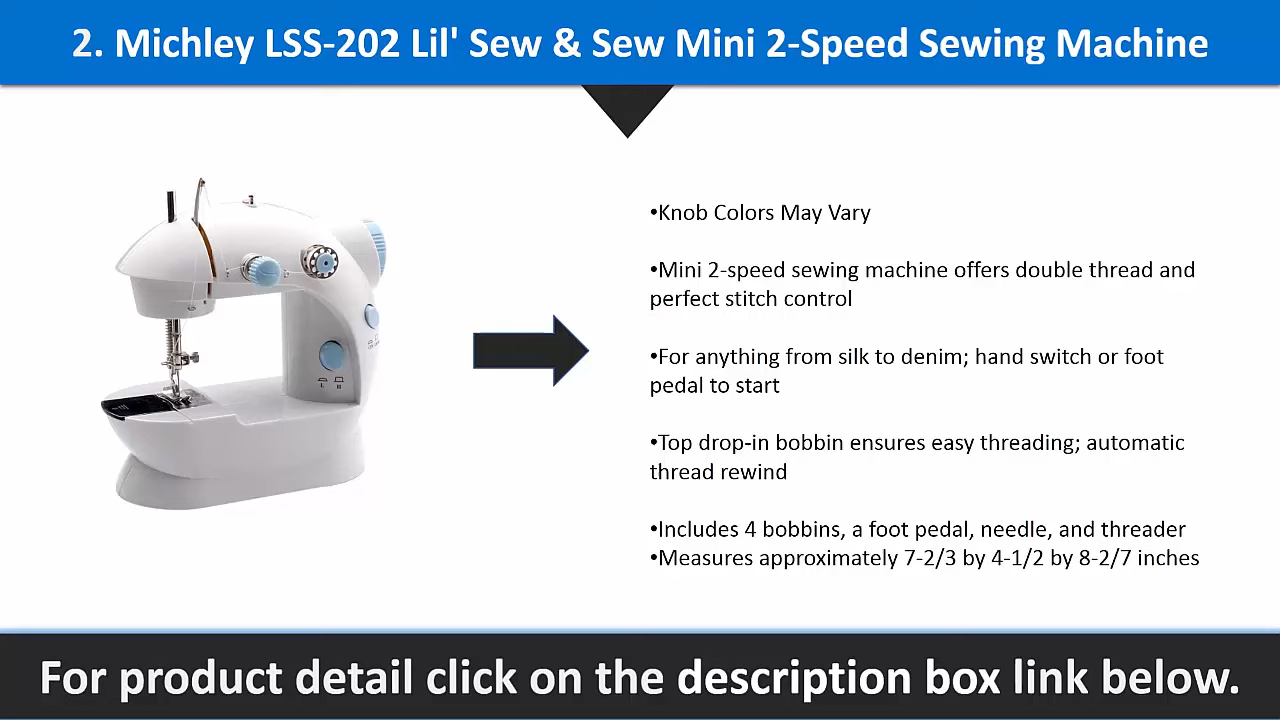 2. Michley LSS-202 Lil' Sew & Sew Mini 2-Speed Sewing Machine
•Knob Colors May Vary
•Mini 2-speed sewing machine offers double thread and
perfect stitch control
•For anything from silk to denim; hand switch or foot
pedal to start
•Top drop-in bobbin ensures easy threading; automatic
thread rewind
•Includes 4 bobbins, a foot pedal, needle, and threader
•Measures approximately 7-2/3 by 4-1/2 by 8-2/7 inches
L H
For product detail click on the description box link below.